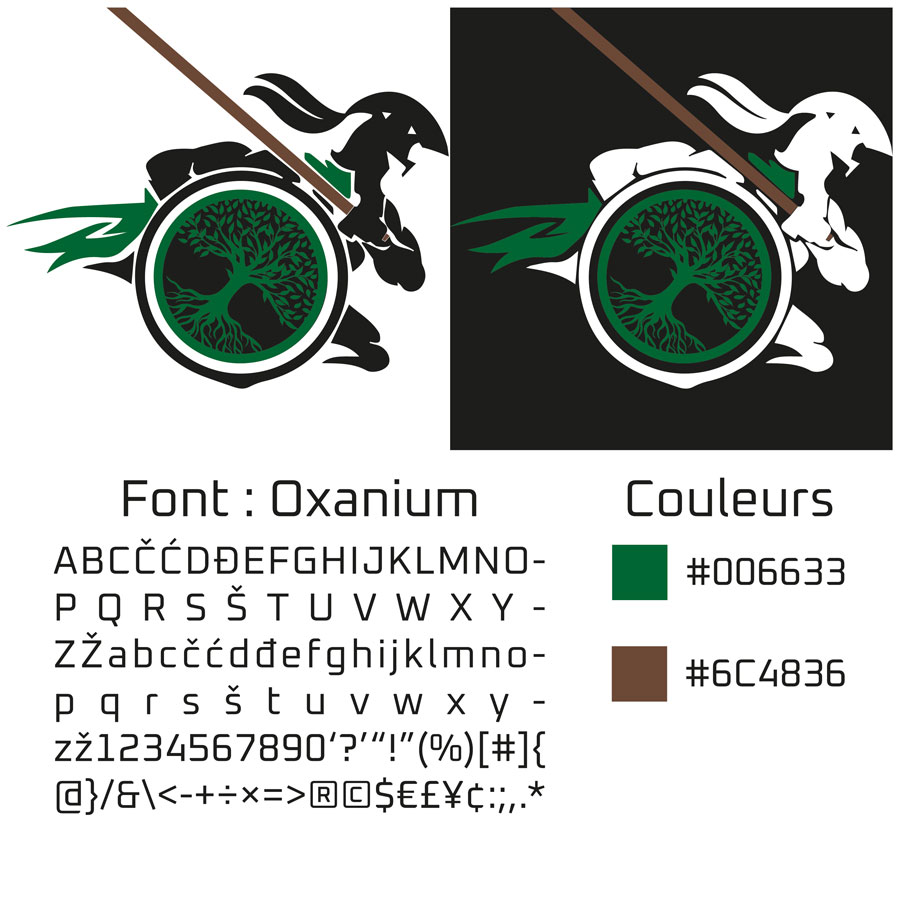 Font : Oxanium
Couleurs
ABCČĆDĐEFGHIJKLMNO-
P Q R S Š T U V W X Y -
ZŽabcčćdđefghijklmno-
p q r s š t u v w x y -
zž1234567890‘?’“!”(%)[#]{
@}/&\<-+÷×=>®©$€£¥¢:;,.*
#006633
#6C4836